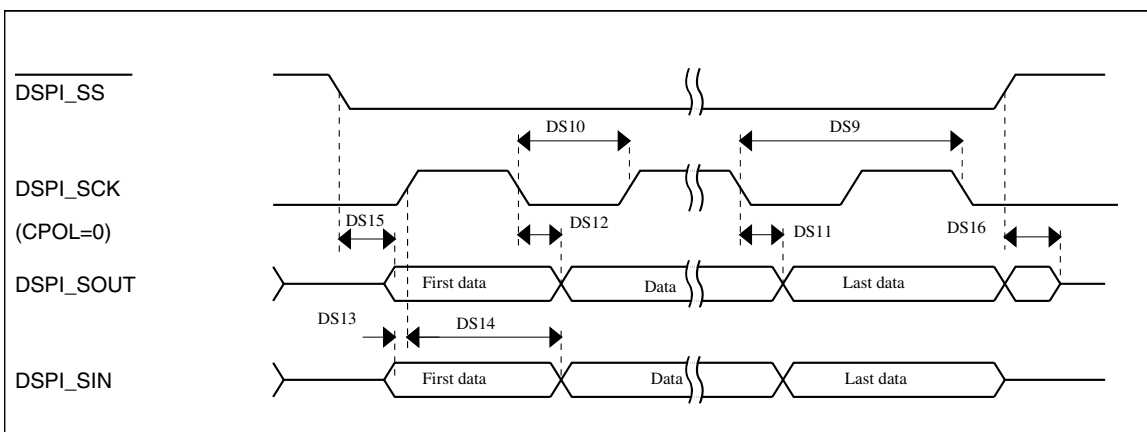 DSPI_SS
DS10
DS9
DSPI_SCK
(CPOL=0)
DS15
DS12
DS11
DS16
DSPI_SOUT
First data
Data
Last data
DS13
DS14
DSPI_SIN
First data
Data
Last data